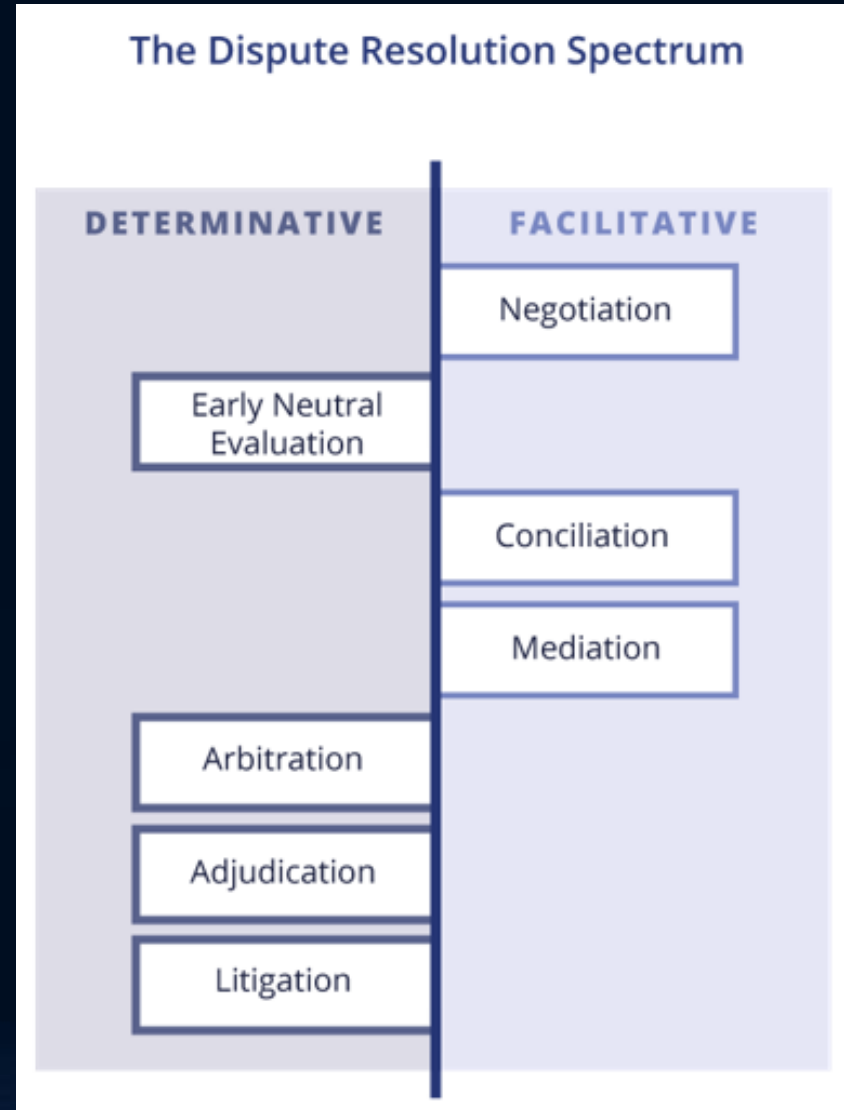 The Dispute Resolution Spectrum
DETERMINATIVE
FACILITATIVE
Negotiation
Early Neutral
Evaluation
Conciliation
Mediation
Arbitration
Adjudication
Litigation